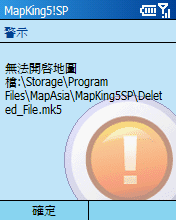 MapKing5!SP
警示
無法開啓地圖
檔:\Storage\Program
Files\MapAsia\MapKing5SP\Delet
ed_File.mk5
確定